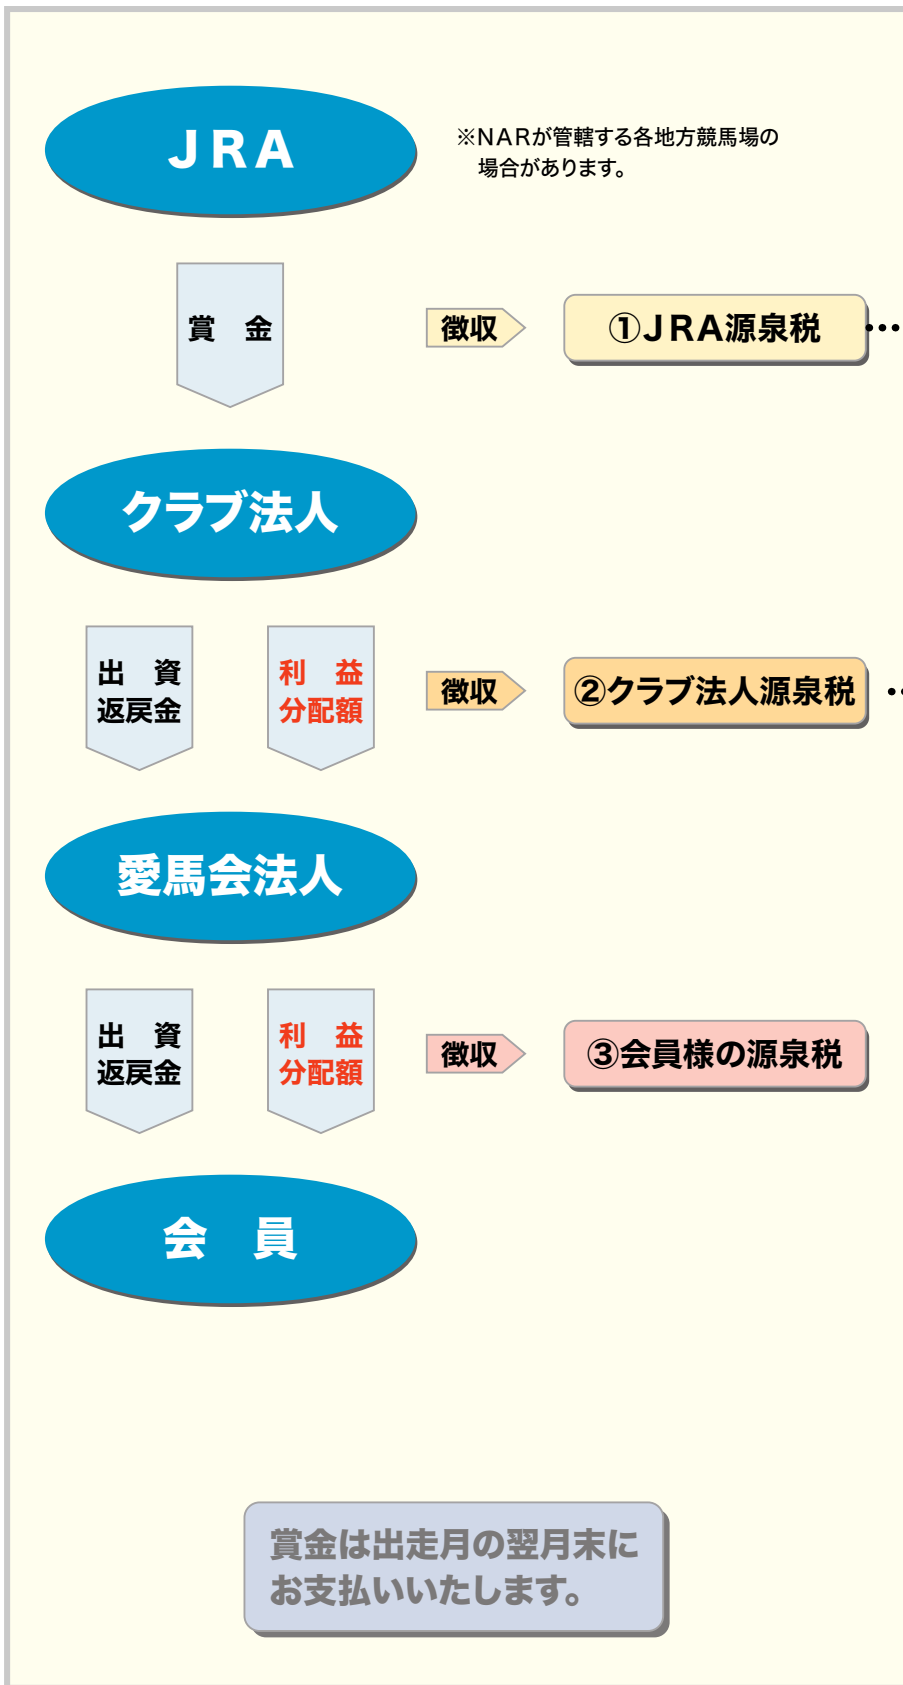 JRA
※NARが管轄する各地方競馬場の
場合があります。
賞　金
徴収
①JRA源泉税
クラブ法人
出　資
返戻金
利　益
分配額
徴収
②クラブ法人源泉税
愛馬会法人
出　資
返戻金
利　益
分配額
徴収
③会員様の源泉税
会　員
賞金は出走月の翌月末に
お支払いいたします。